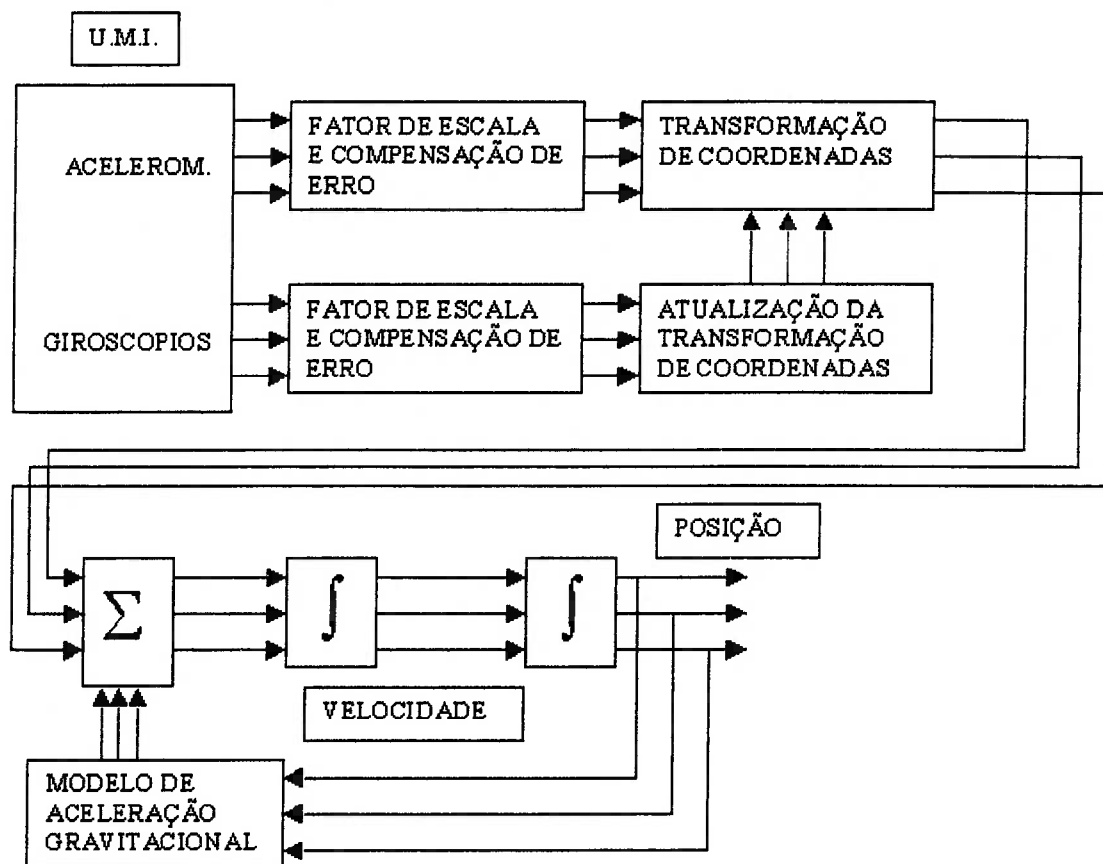 U.M.I.
ACELEROM.
GIROSCOPIOS
FATOR DE ESCALA
E COMPENSAÇÃO DE
ERRO
TRANSFORMAÇÃO
DE COORDENADAS
FATOR DE ESCALA
E COMPENSAÇÃO DE
ERRO
ATUALIZAÇÃO DA
TRANSFORMAÇÃO
DE COORDENADAS
POSIÇÃO
Σ
∫
∫
VELOCIDADE
MODELO DE
ACELERAÇÃO
GRAVITACIONAL